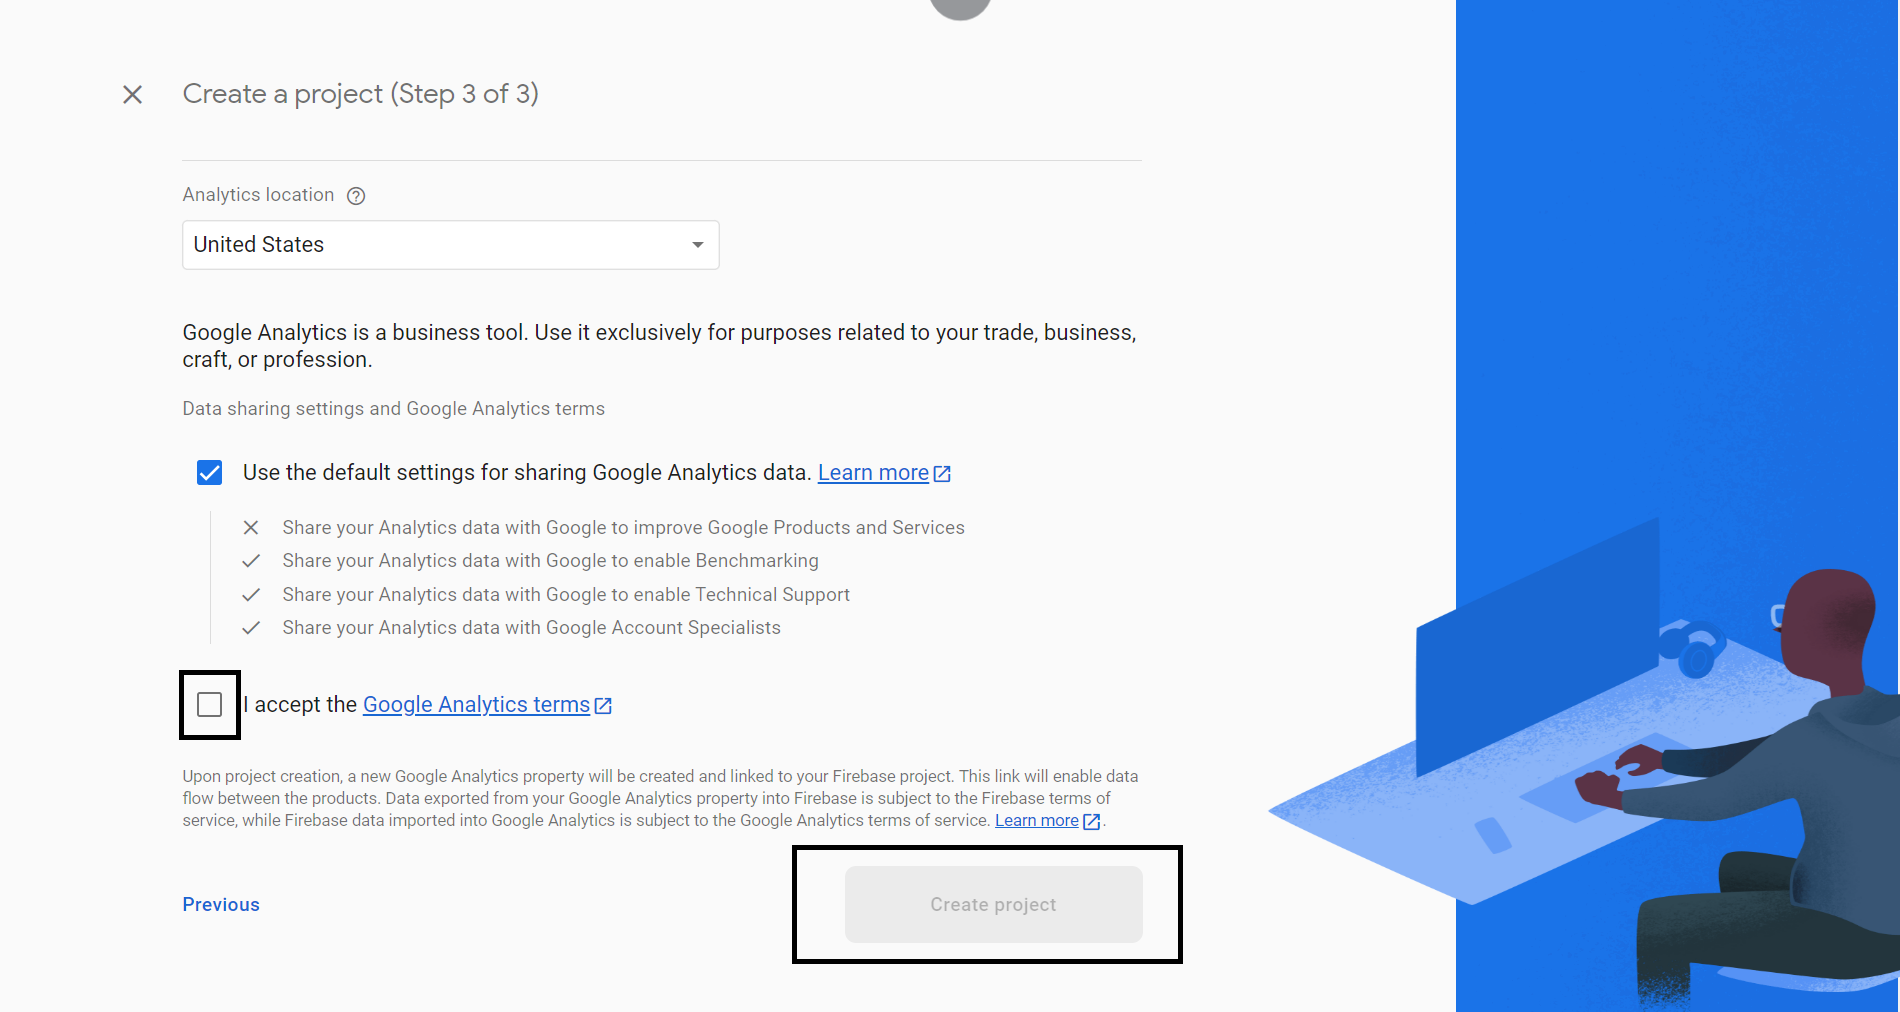 Create a project (Step 3 of 3)
Analytics location
United States
Google Analytics is a business tool. Use it exclusively for purposes related to your trade, business,
craft, or profession.
Data sharing settings and Google Analytics terms
Use the default settings for sharing Google Analytics data. Learn more
Share your Analytics data with Google to improve Google Products and Services
Share your Analytics data with Google to enable Benchmarking
Share your Analytics data with Google to enable Technical Support
Share your Analytics data with Google Account Specialists
I accept the Google Analytics terms
Upon project creation, a new Google Analytics property will be created and linked to your Firebase project. This link will enable data
flow between the products. Data exported from your Google Analytics property into Firebase is subject to the Firebase terms of
service, while Firebase data imported into Google Analytics is subject to the Google Analytics terms of service. Learn more.
Previous
Create project